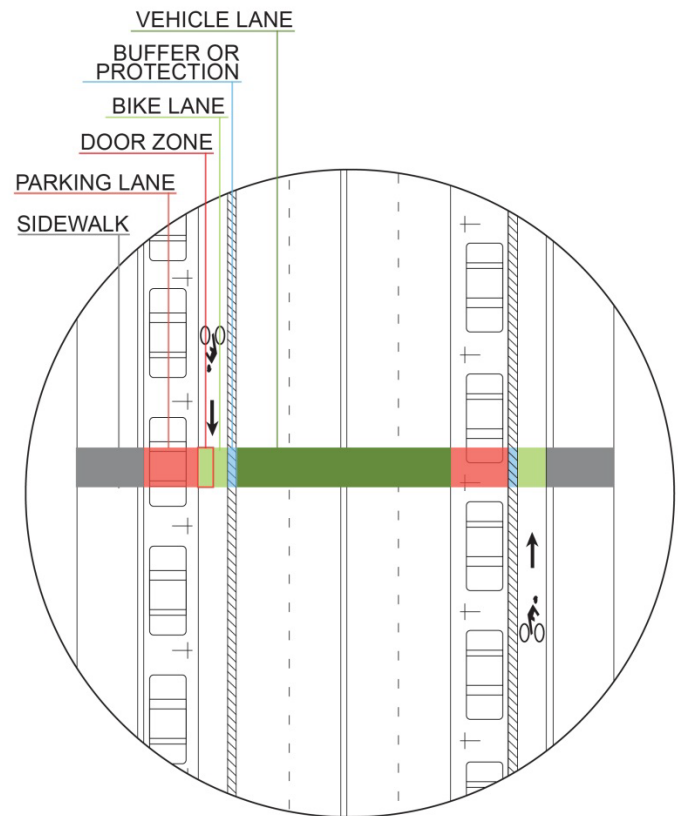 VEHICLE LANE
BUFFER OR
PROTECTION
BIKE LANE
DOOR ZONE
PARKING LANE
SIDEWALK